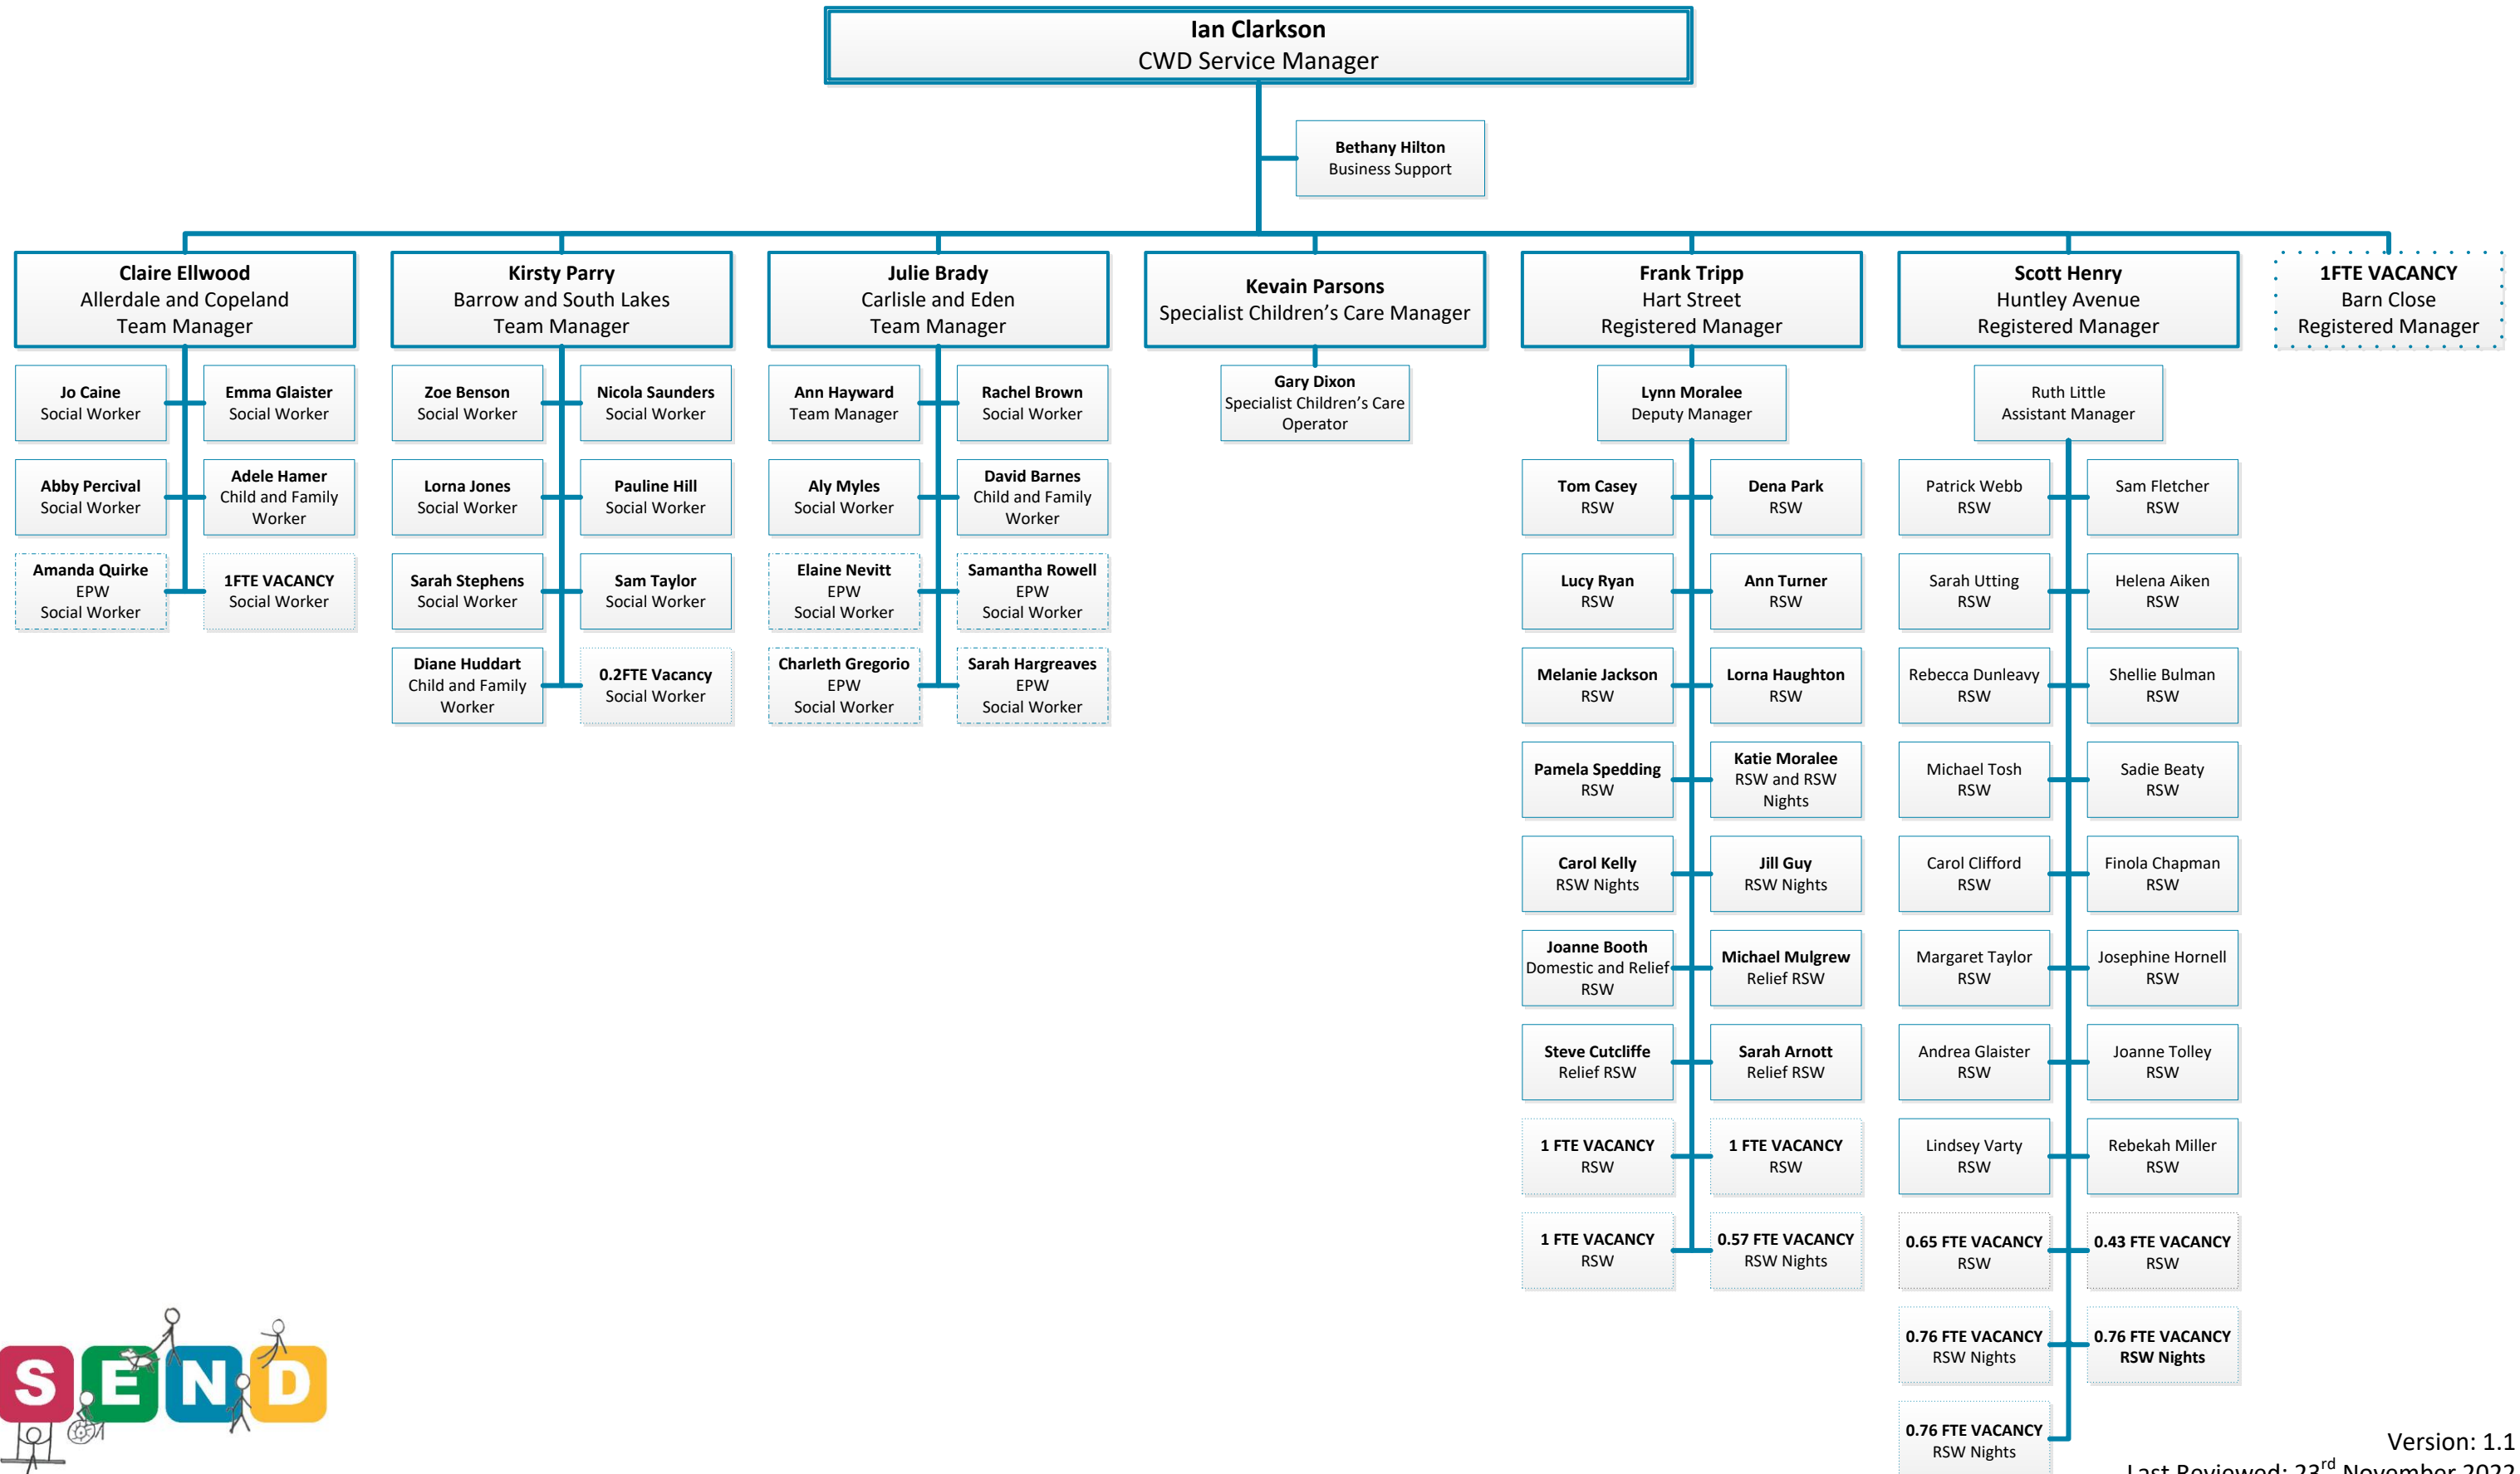 Ian Clarkson
CWD Service Manager
Bethany Hilton
Business Support
Claire Ellwood
Allerdale and Copeland
Team Manager
Jo Caine
Social Worker
Emma Glaister
Social Worker
Abby Percival
Social Worker
Adele Hamer
Child and Family
Worker
Amanda Quirke
EPW
Social Worker
1FTE VACANCY
Social Worker
Kirsty Parry
Barrow and South Lakes
Team Manager
Zoe Benson
Social Worker
Nicola Saunders
Social Worker
Lorna Jones
Social Worker
Pauline Hill
Social Worker
Sarah Stephens
Social Worker
Sam Taylor
Social Worker
Diane Huddart
Child and Family
Worker
0.2FTE Vacancy
Social Worker
Julie Brady
Carlisle and Eden
Team Manager
Ann Hayward
Team Manager
Rachel Brown
Social Worker
Aly Myles
Social Worker
David Barnes
Child and Family
Worker
Elaine Nevitt
EPW
Social Worker
Samantha Rowell
EPW
Social Worker
Charleth Gregorio
EPW
Social Worker
Sarah Hargreaves
EPW
Social Worker
Kevain Parsons
Specialist Children’s Care Manager
Gary Dixon
Specialist Children’s Care
Operator
Frank Tripp
Hart Street
Registered Manager
Lynn Moralee
Deputy Manager
Tom Casey
RSW
Dena Park
RSW
Lucy Ryan
RSW
Ann Turner
RSW
Melanie Jackson
RSW
Lorna Haughton
RSW
Pamela Spedding
RSW
Katie Moralee
RSW and RSW
Nights
Carol Kelly
RSW Nights
Jill Guy
RSW Nights
Joanne Booth
Domestic and Relief
RSW
Michael Mulgrew
Relief RSW
Steve Cutcliffe
Relief RSW
Sarah Arnott
Relief RSW
1 FTE VACANCY
RSW
1 FTE VACANCY
RSW
1 FTE VACANCY
RSW
0.57 FTE VACANCY
RSW Nights
Scott Henry
Huntley Avenue
Registered Manager
Ruth Little
Assistant Manager
Patrick Webb
RSW
Sam Fletcher
RSW
Sarah Utting
RSW
Helena Aiken
RSW
Rebecca Dunleavy
RSW
Shellie Bulman
RSW
Michael Tosh
RSW
Sadie Beaty
RSW
Carol Clifford
RSW
Finola Chapman
RSW
Margaret Taylor
RSW
Josephine Hornell
RSW
Andrea Glaister
RSW
Joanne Tolley
RSW
Lindsey Varty
RSW
Rebekah Miller
RSW
0.65 FTE VACANCY
RSW
0.43 FTE VACANCY
RSW
0.76 FTE VACANCY
RSW Nights
0.76 FTE VACANCY
RSW Nights
0.76 FTE VACANCY
RSW Nights
1FTE VACANCY
Barn Close
Registered Manager
SEND
Version: 1.1
Last Reviewed: 23rd November 2022